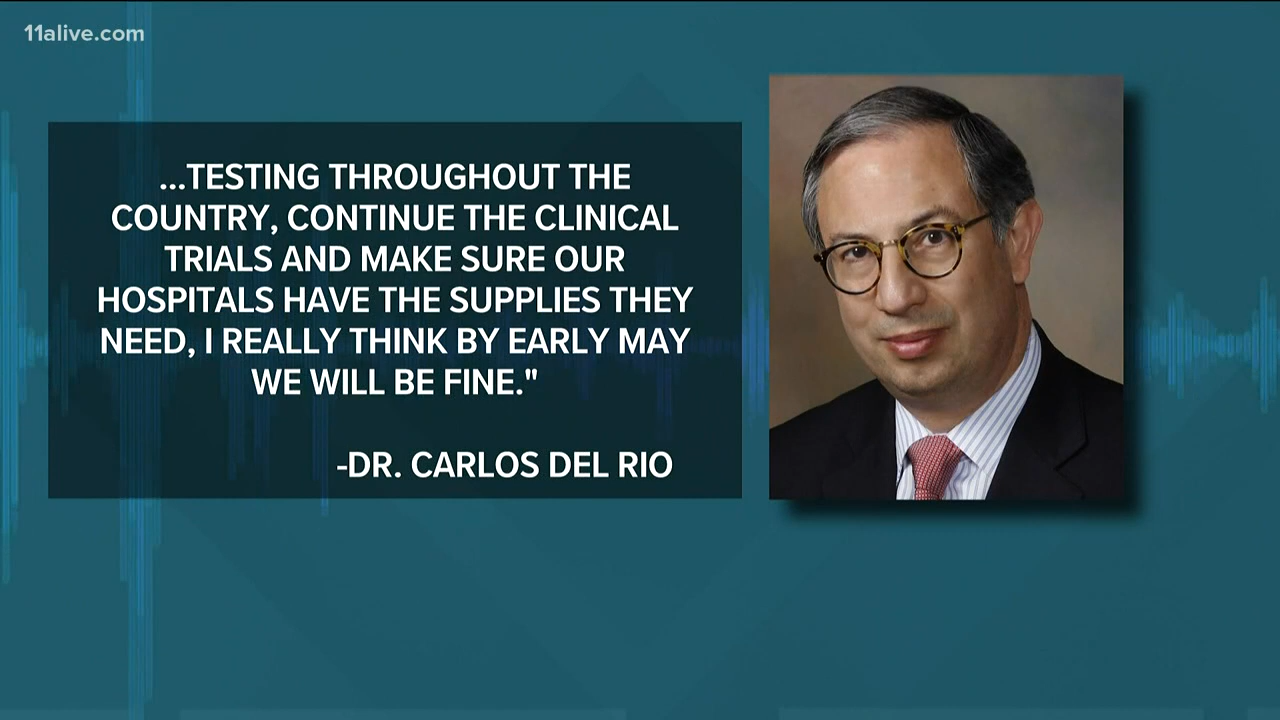 11alive.com
...TESTING THROUGHOUT THE
COUNTRY, CONTINUE THE CLINICAL
TRIALS AND MAKE SURE OUR
HOSPITALS HAVE THE SUPPLIES THEY
NEED, I REALLY THINK BY EARLY MAY
WE WILL BE FINE."
-DR. CARLOS DEL RIO